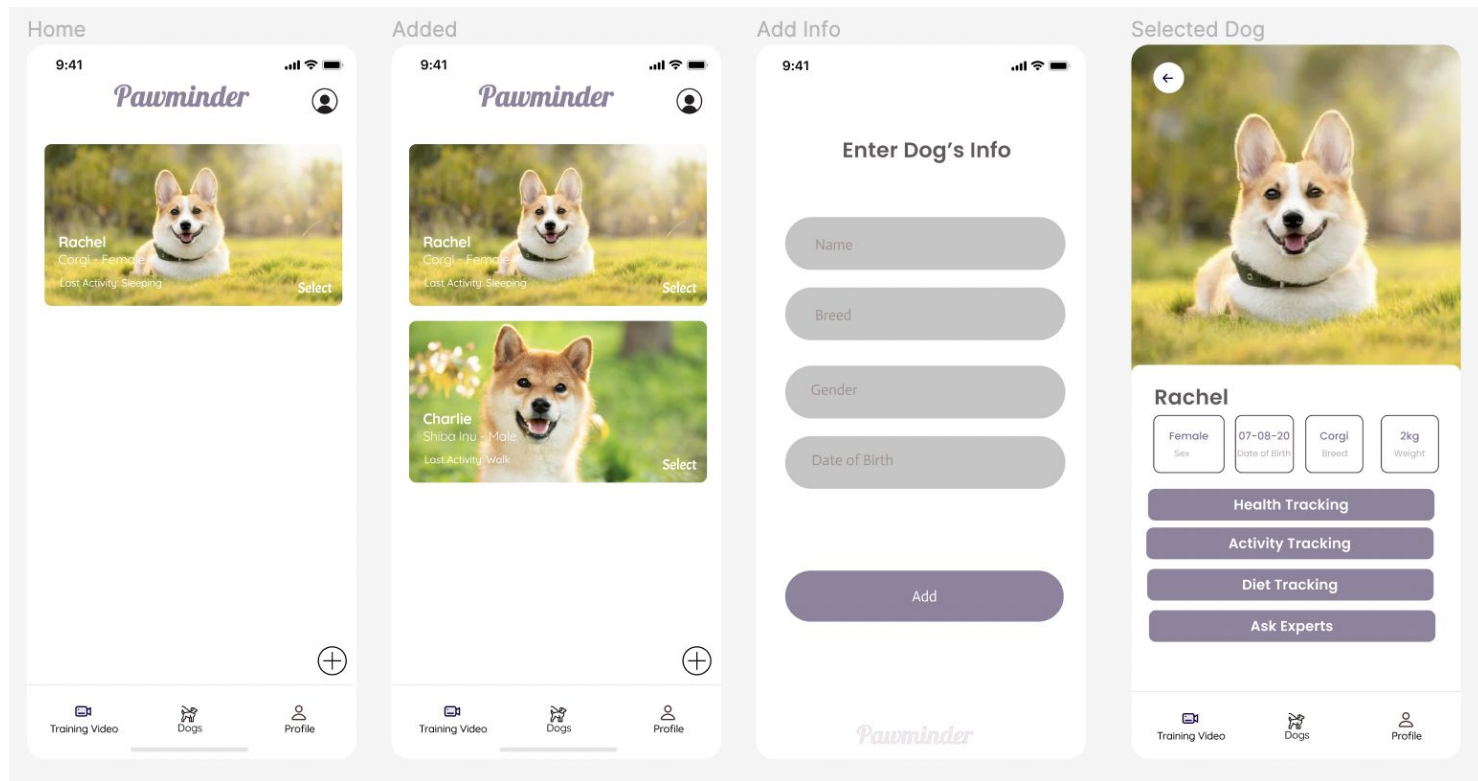 Home
9:41
Pawminder
Rachel
Corgi - Female
Last Activity: Sleeping
Select
Training Video
Dogs
Profile
Added
9:41
Pawminder
Rachel
Corgi - Female
Last Activity: Sleeping
Select
Charlie
Shiba Inu - Male
Last Activity: Walk
Select
Training Video
Dogs
Profile
Add Info
9:41
Enter Dog’s Info
Name
Breed
Gender
Date of Birth
Add
Pawminder
Selected Dog
Rachel
Female 07-08-20 Corgi 2kg
Sex Date of Birth Breed Weight
Health Tracking
Activity Tracking
Diet Tracking
Ask Experts
Training Video
Dogs
Profile